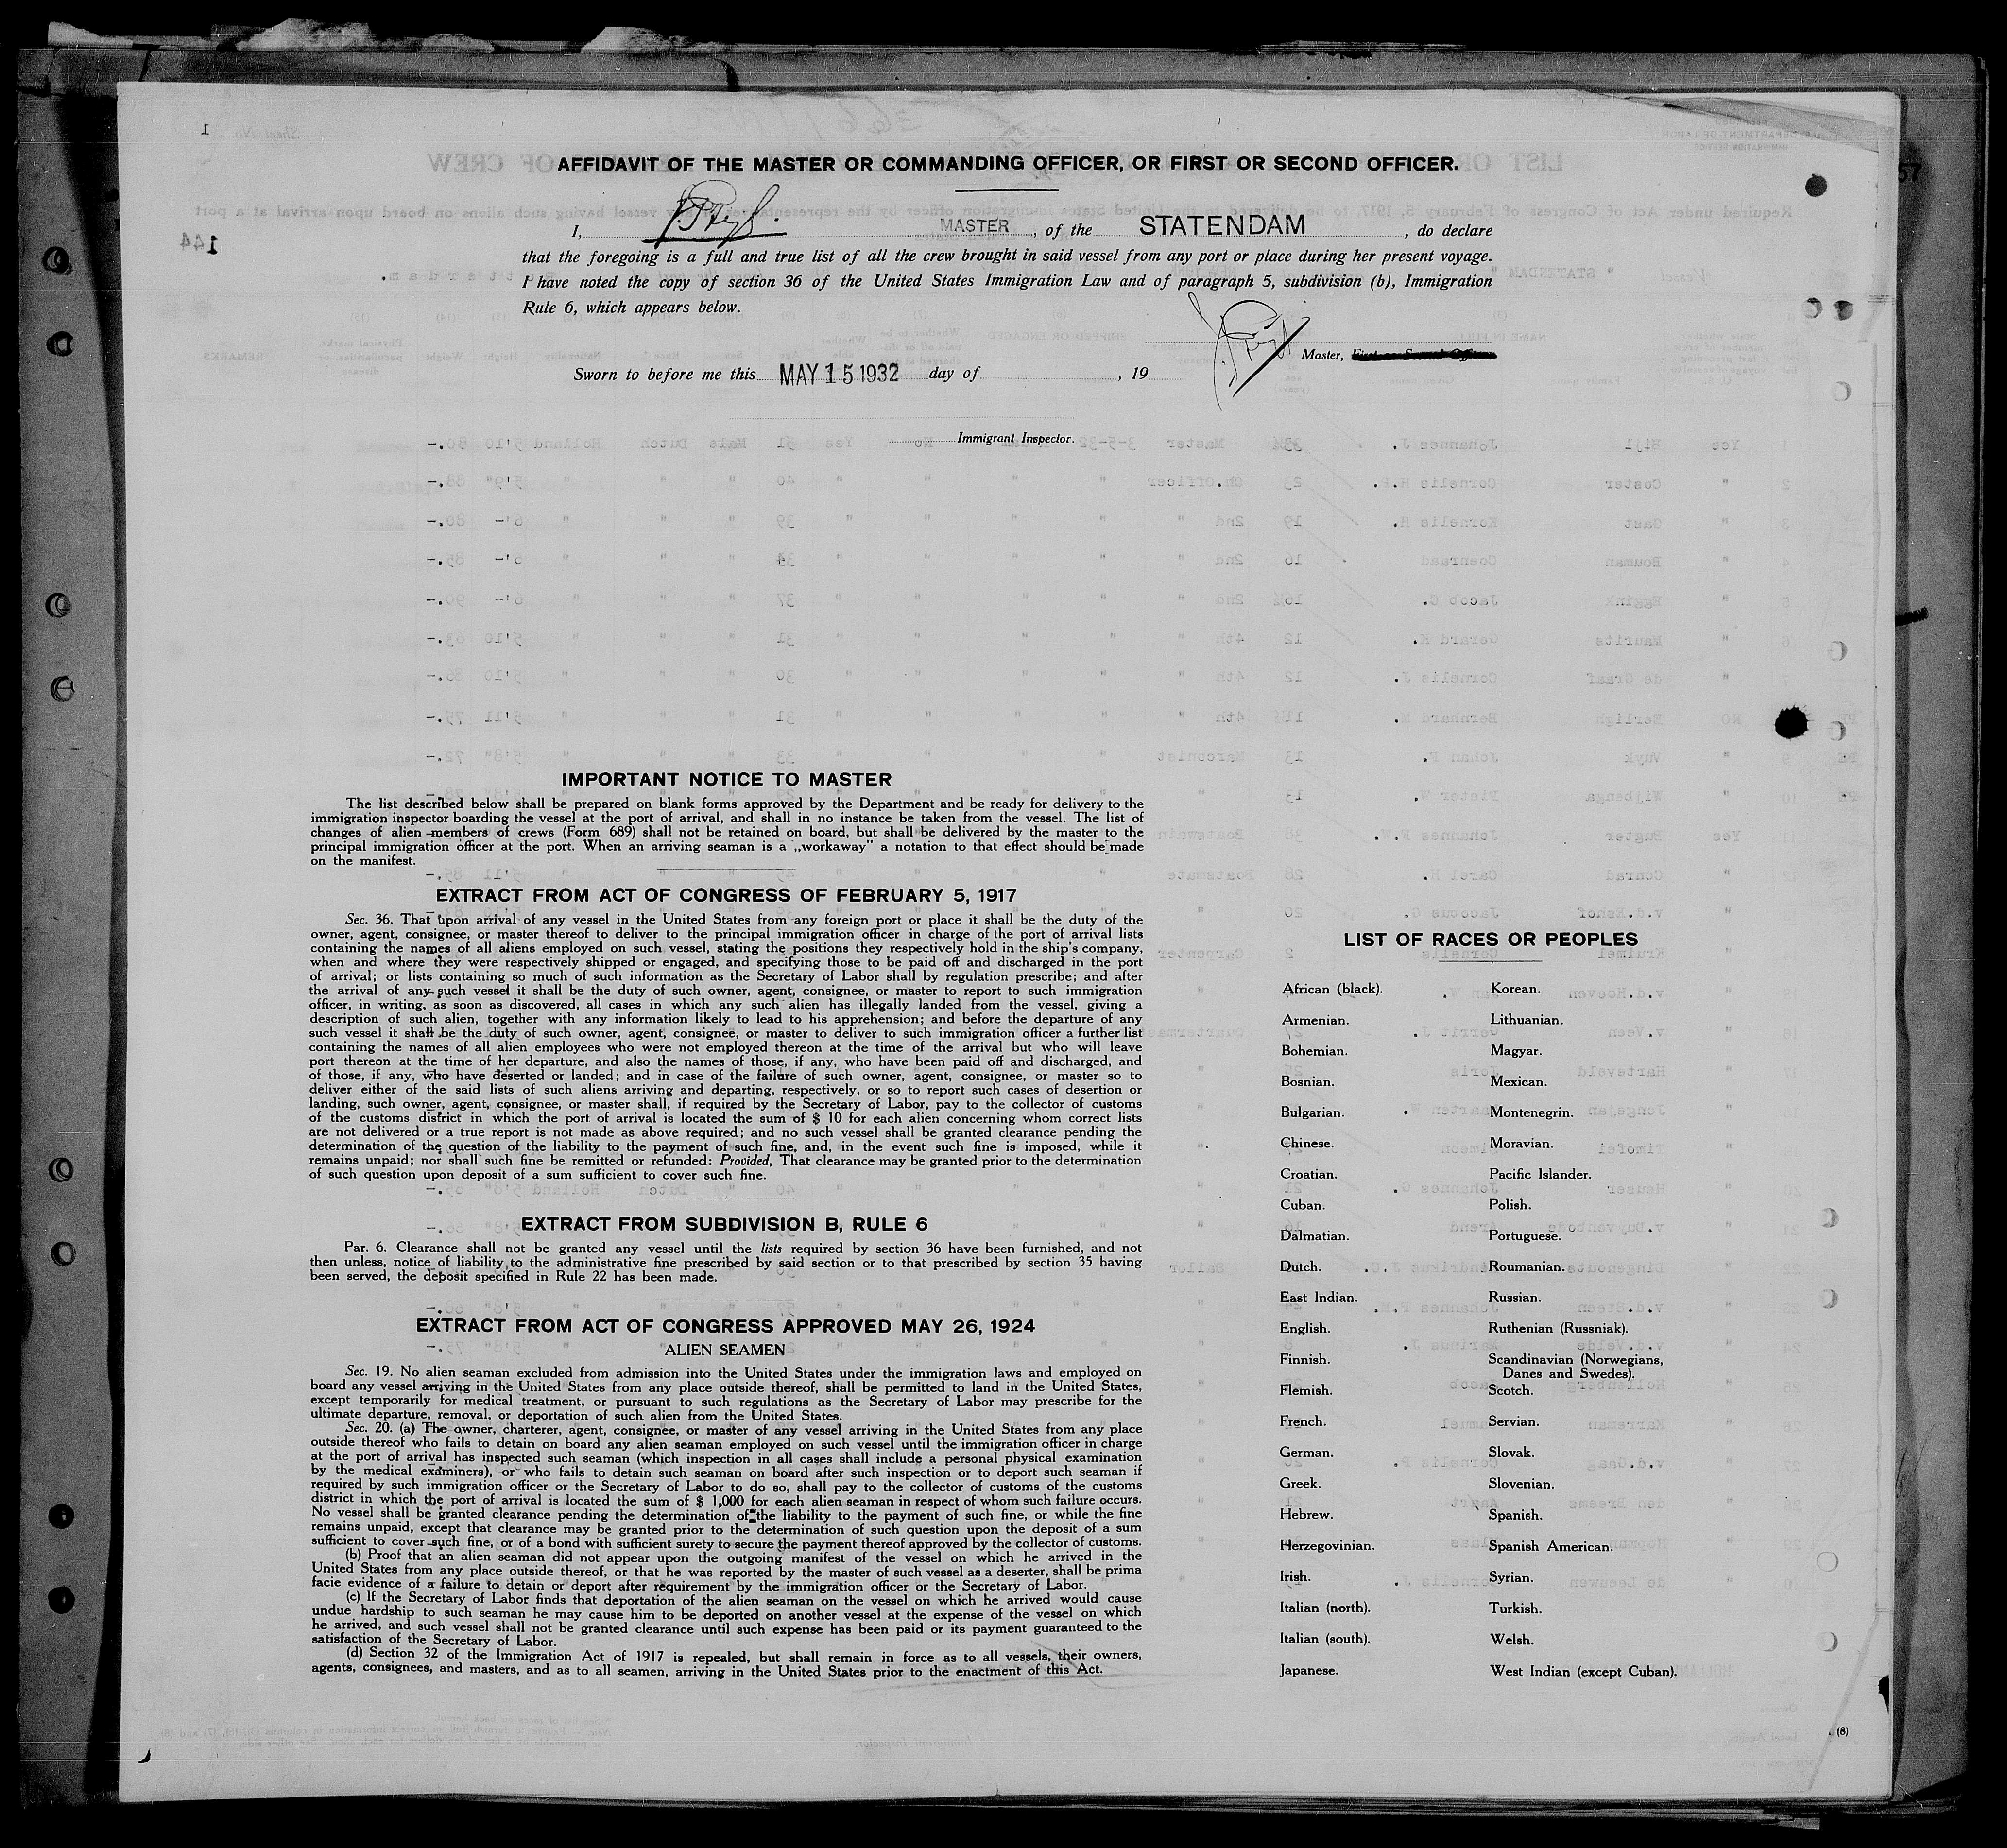 AFFIDAVIT OF THE MASTER OR COMMANDING OFFICER, OR FIRST OR SECOND OFFICER.
I, MASTER, of the STATENDAM, do declare
that the foregoing is a full and true list of all the crew brought in said vessel from any port or place during her present voyage.
I have noted the copy of section 36 of the United States Immigration Law and of paragraph 5, subdivision (b), Immigration
Rule 6, which appears below.
Master, First or Second Officer.
Sworn to before me this MAY 15 1932 day of , 19
Immigrant Inspector.
IMPORTANT NOTICE TO MASTER
The list described below shall be prepared on blank forms approved by the Department and be ready for delivery to the
immigration inspector boarding the vessel at the port of arrival, and shall in no instance be taken from the vessel. The list of
changes of alien members of crews (Form 689) shall not be retained on board, but shall be delivered by the master to the
principal immigration officer at the port. When an arriving seaman is a „workaway” a notation to that effect should be made
on the manifest.
EXTRACT FROM ACT OF CONGRESS OF FEBRUARY 5, 1917
Sec. 36. That upon arrival of any vessel in the United States from any foreign port or place it shall be the duty of the
owner, agent, consignee, or master thereof to deliver to the principal immigration officer in charge of the port of arrival lists
containing the names of all aliens employed on such vessel, stating the positions they respectively hold in the ship's company,
when and where they were respectively shipped or engaged, and specifying those to be paid off and discharged in the port
of arrival; or lists containing so much of such information as the Secretary of Labor shall by regulation prescribe; and after
the arrival of any such vessel it shall be the duty of such owner, agent, consignee, or master to report to such immigration
officer, in writing, as soon as discovered, all cases in which any such alien has illegally landed from the vessel, giving a
description of such alien, together with any information likely to lead to his apprehension; and before the departure of any
such vessel it shall be the duty of such owner, agent, consignee, or master to deliver to such immigration officer a further list
containing the names of all alien employees who were not employed thereon at the time of the arrival but who will leave
port thereon at the time of her departure, and also the names of those, if any, who have been paid off and discharged, and
of those, if any, who have deserted or landed; and in case of the failure of such owner, agent, consignee, or master so to
deliver either of the said lists of such aliens arriving and departing, respectively, or so to report such cases of desertion or
landing, such owner, agent, consignee, or master shall, if required by the Secretary of Labor, pay to the collector of customs
of the customs district in which the port of arrival is located the sum of $ 10 for each alien concerning whom correct lists
are not delivered or a true report is not made as above required; and no such vessel shall be granted clearance pending the
determination of the question of the liability to the payment of such fine, and, in the event such fine is imposed, while it
remains unpaid; nor shall such fine be remitted or refunded: Provided, That clearance may be granted prior to the determination
of such question upon deposit of a sum sufficient to cover such fine.
EXTRACT FROM SUBDIVISION B, RULE 6
Par. 6. Clearance shall not be granted any vessel until the lists required by section 36 have been furnished, and not
then unless, notice of liability to the administrative fine prescribed by said section or to that prescribed by section 35 having
been served, the deposit specified in Rule 22 has been made.
EXTRACT FROM ACT OF CONGRESS APPROVED MAY 26, 1924
ALIEN SEAMEN
Sec. 19. No alien seaman excluded from admission into the United States under the immigration laws and employed on
board any vessel arriving in the United States from any place outside thereof, shall be permitted to land in the United States,
except temporarily for medical treatment, or pursuant to such regulations as the Secretary of Labor may prescribe for the
ultimate departure, removal, or deportation of such alien from the United States.
Sec. 20. (a) The owner, charterer, agent, consignee, or master of any vessel arriving in the United States from any place
outside thereof who fails to detain on board any alien seaman employed on such vessel until the immigration officer in charge
at the port of arrival has inspected such seaman (which inspection in all cases shall include a personal physical examination
by the medical examiners), or who fails to detain such seaman on board after such inspection or to deport such seaman if
required by such immigration officer or the Secretary of Labor to do so, shall pay to the collector of customs of the customs
district in which the port of arrival is located the sum of $ 1,000 for each alien seaman in respect of whom such failure occurs.
No vessel shall be granted clearance pending the determination of the liability to the payment of such fine, or while the fine
remains unpaid, except that clearance may be granted prior to the determination of such question upon the deposit of a sum
sufficient to cover such fine, or of a bond with sufficient surety to secure the payment thereof approved by the collector of customs.
(b) Proof that an alien seaman did not appear upon the outgoing manifest of the vessel on which he arrived in the
United States from any place outside thereof, or that he was reported by the master of such vessel as a deserter, shall be prima
facie evidence of a failure to detain or deport after requirement by the immigration officer or the Secretary of Labor.
(c) If the Secretary of Labor finds that deportation of the alien seaman on the vessel on which he arrived would cause
undue hardship to such seaman he may cause him to be deported on another vessel at the expense of the vessel on which
he arrived, and such vessel shall not be granted clearance until such expense has been paid or its payment guaranteed to the
satisfaction of the Secretary of Labor.
(d) Section 32 of the Immigration Act of 1917 is repealed, but shall remain in force as to all vessels, their owners,
agents, consignees, and masters, and as to all seamen, arriving in the United States prior to the enactment of this Act.
LIST OF RACES OR PEOPLES
African (black).
Armenian.
Bohemian.
Bosnian.
Bulgarian.
Chinese.
Croatian.
Cuban.
Dalmatian.
Dutch.
East Indian.
English.
Finnish.
Flemish.
French.
German.
Greek.
Hebrew.
Herzegovinian.
Irish.
Italian (north).
Italian (south).
Japanese.
Korean.
Lithuanian.
Magyar.
Mexican.
Montenegrin.
Moravian.
Pacific Islander.
Polish.
Portuguese.
Roumanian.
Russian.
Ruthenian (Russniak).
Scandinavian (Norwegians,
Danes and Swedes).
Scotch.
Servian.
Slovak.
Slovenian.
Spanish.
Spanish American.
Syrian.
Turkish.
Welsh.
West Indian (except Cuban).
(8)